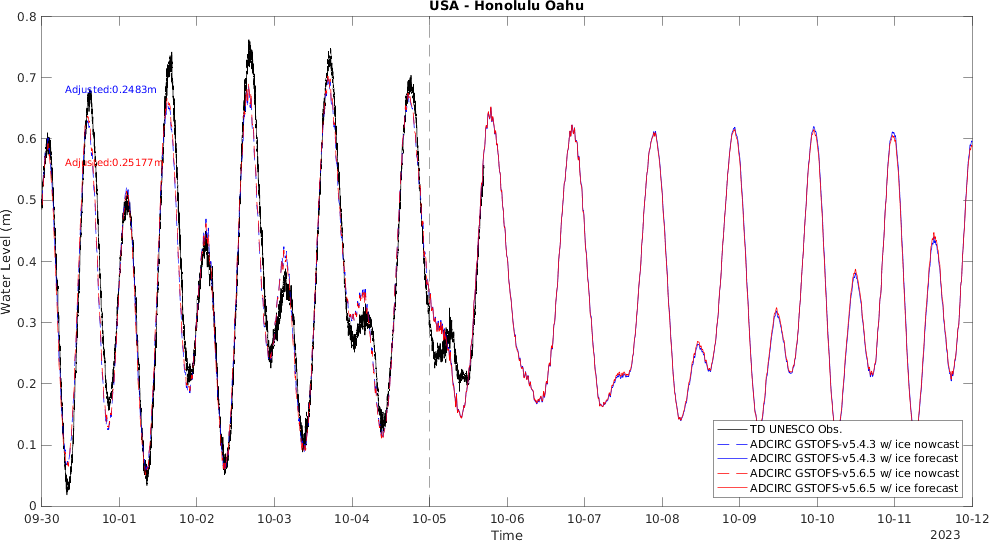 USA - Honolulu Oahu
0.8
0.7
0.6
0.5
0.4
0.3
0.2
0.1
0
Water Level (m)
Adjusted:0.2483m
Adjusted:0.25177m
TD UNESCO Obs.
ADCIRC GSTOFS-v5.4.3 w/ ice nowcast
ADCIRC GSTOFS-v5.4.3 w/ ice forecast
ADCIRC GSTOFS-v5.6.5 w/ ice nowcast
ADCIRC GSTOFS-v5.6.5 w/ ice forecast
09-30 10-01 10-02 10-03 10-04 10-05 10-06 10-07 10-08 10-09 10-10 10-11 10-12
Time
2023